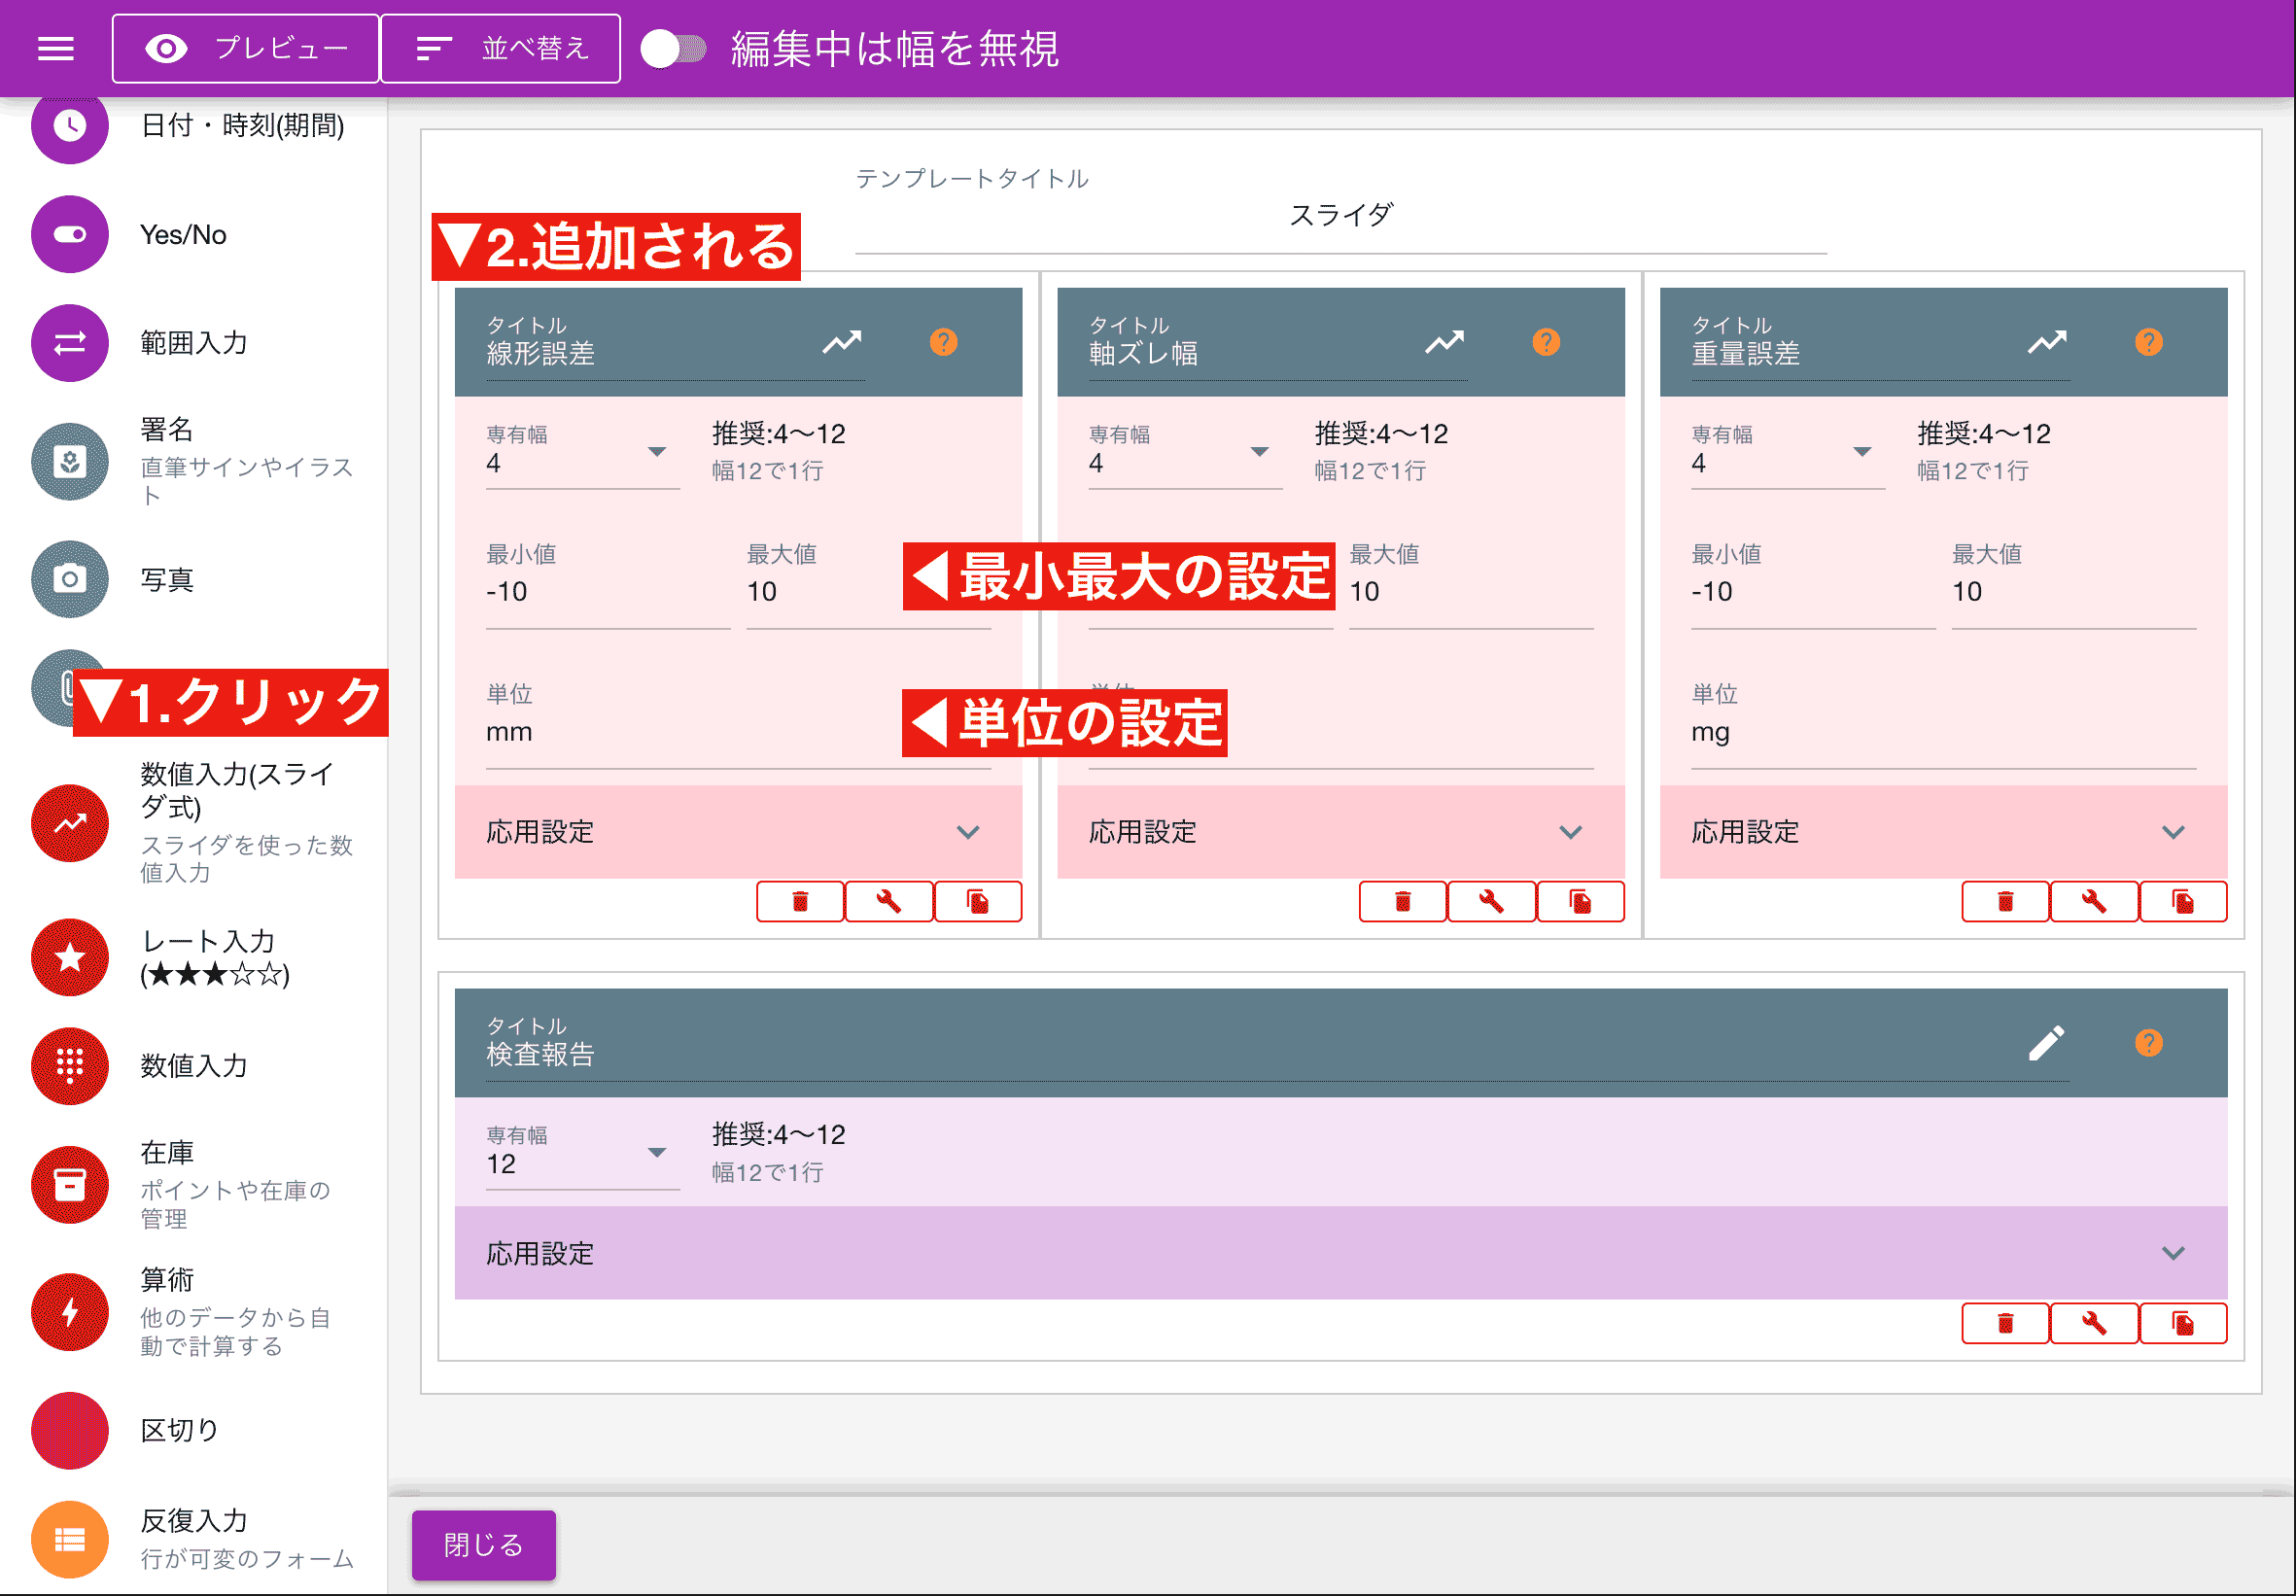 プレビュー
並べ替え
編集中は幅を無視
日付・時刻(期間)
Yes/No
範囲入力
署名
直筆サインやイラス
ト
写真
▼1.クリック
数値入力(スライ
ダ式)
スライダを使った数
値入力
レート入力
(★★★☆☆)
数値入力
在庫
ポイントや在庫の
管理
算術
他のデータから自
動で計算する
区切り
反復入力
行が可変のフォーム
テンプレートタイトル
スライダ
▼2.追加される
タイトル
線形誤差
専有幅
4
推奨:4〜12
幅12で1行
最小値
-10
最大値
10
◀最小最大の設定
単位
mm
◀単位の設定
応用設定
タイトル
軸ズレ幅
専有幅
4
推奨:4〜12
幅12で1行
最大値
10
応用設定
タイトル
重量誤差
専有幅
4
推奨:4〜12
幅12で1行
最小値
-10
最大値
10
単位
mg
応用設定
タイトル
検査報告
専有幅
12
推奨:4〜12
幅12で1行
応用設定
閉じる